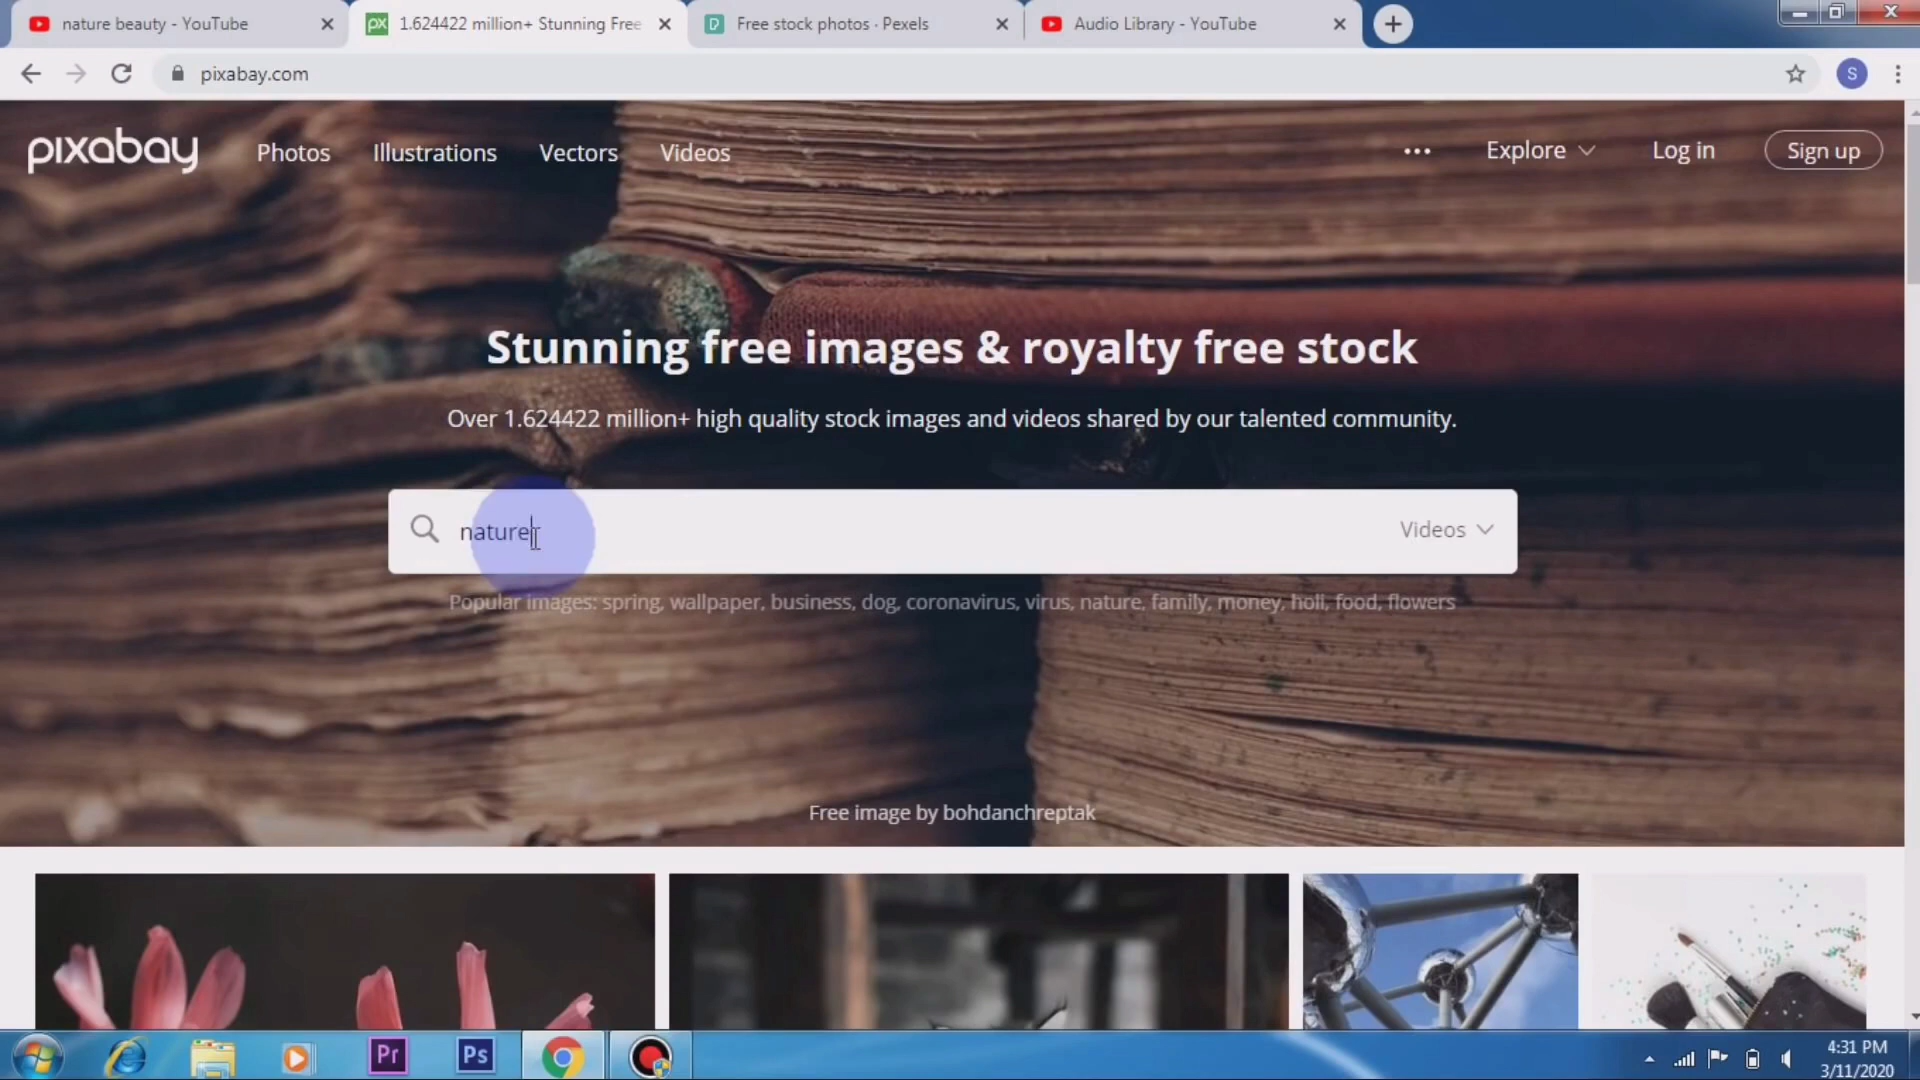 nature beauty - YouTube
1.624422 million+ Stunning Free
Free stock photos · Pexels
Audio Library - YouTube
pixabay.com
S
pixabay
Photos
Illustrations
Vectors
Videos
Explore
Log in
Sign up
Stunning free images & royalty free stock
Over 1.624422 million+ high quality stock images and videos shared by our talented community.
nature
Videos
Popular images: spring, wallpaper, business, dog, coronavirus, virus, nature, family, money, holi, food, flowers
Free image by bohdanchreptak
Pr
Ps
4:31 PM
3/11/2020